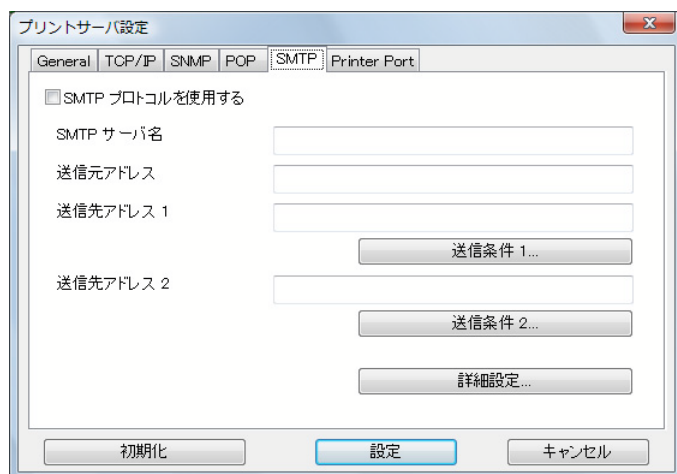 プリントサーバ設定
General TCP/IP SNMP POP SMTP Printer Port
SMTP プロトコルを使用する
SMTP サーバ名
送信元アドレス
送信先アドレス 1
送信条件 1...
送信先アドレス 2
送信条件 2...
詳細設定...
初期化 設定 キャンセル